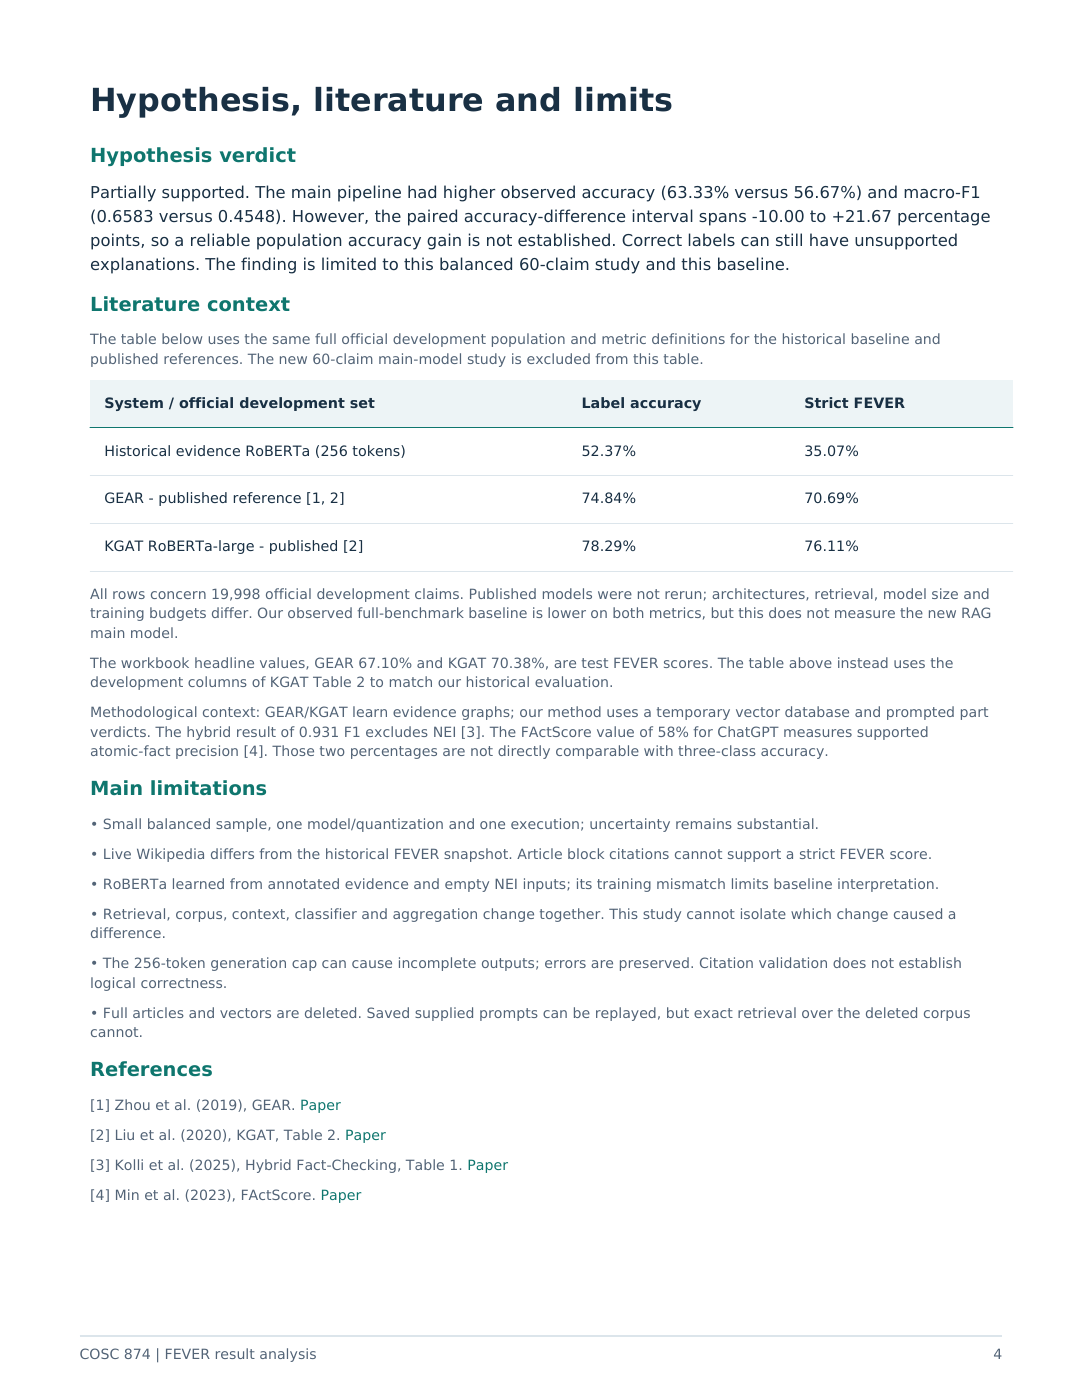 Hypothesis, literature and limits
Hypothesis verdict
Partially supported. The main pipeline had higher observed accuracy (63.33% versus 56.67%) and macro-F1
(0.6583 versus 0.4548). However, the paired accuracy-difference interval spans -10.00 to +21.67 percentage
points, so a reliable population accuracy gain is not established. Correct labels can still have unsupported
explanations. The finding is limited to this balanced 60-claim study and this baseline.
Literature context
The table below uses the same full official development population and metric definitions for the historical baseline and
published references. The new 60-claim main-model study is excluded from this table.
System / official development set Label accuracy Strict FEVER
Historical evidence RoBERTa (256 tokens) 52.37% 35.07%
GEAR - published reference [1, 2] 74.84% 70.69%
KGAT RoBERTa-large - published [2] 78.29% 76.11%
All rows concern 19,998 official development claims. Published models were not rerun; architectures, retrieval, model size and
training budgets differ. Our observed full-benchmark baseline is lower on both metrics, but this does not measure the new RAG
main model.
The workbook headline values, GEAR 67.10% and KGAT 70.38%, are test FEVER scores. The table above instead uses the
development columns of KGAT Table 2 to match our historical evaluation.
Methodological context: GEAR/KGAT learn evidence graphs; our method uses a temporary vector database and prompted part
verdicts. The hybrid result of 0.931 F1 excludes NEI [3]. The FActScore value of 58% for ChatGPT measures supported
atomic-fact precision [4]. Those two percentages are not directly comparable with three-class accuracy.
Main limitations
• Small balanced sample, one model/quantization and one execution; uncertainty remains substantial.
• Live Wikipedia differs from the historical FEVER snapshot. Article block citations cannot support a strict FEVER score.
• RoBERTa learned from annotated evidence and empty NEI inputs; its training mismatch limits baseline interpretation.
• Retrieval, corpus, context, classifier and aggregation change together. This study cannot isolate which change caused a
difference.
• The 256-token generation cap can cause incomplete outputs; errors are preserved. Citation validation does not establish
logical correctness.
• Full articles and vectors are deleted. Saved supplied prompts can be replayed, but exact retrieval over the deleted corpus
cannot.
References
[1] Zhou et al. (2019), GEAR. Paper
[2] Liu et al. (2020), KGAT, Table 2. Paper
[3] Kolli et al. (2025), Hybrid Fact-Checking, Table 1. Paper
[4] Min et al. (2023), FActScore. Paper
COSC 874 | FEVER result analysis 4